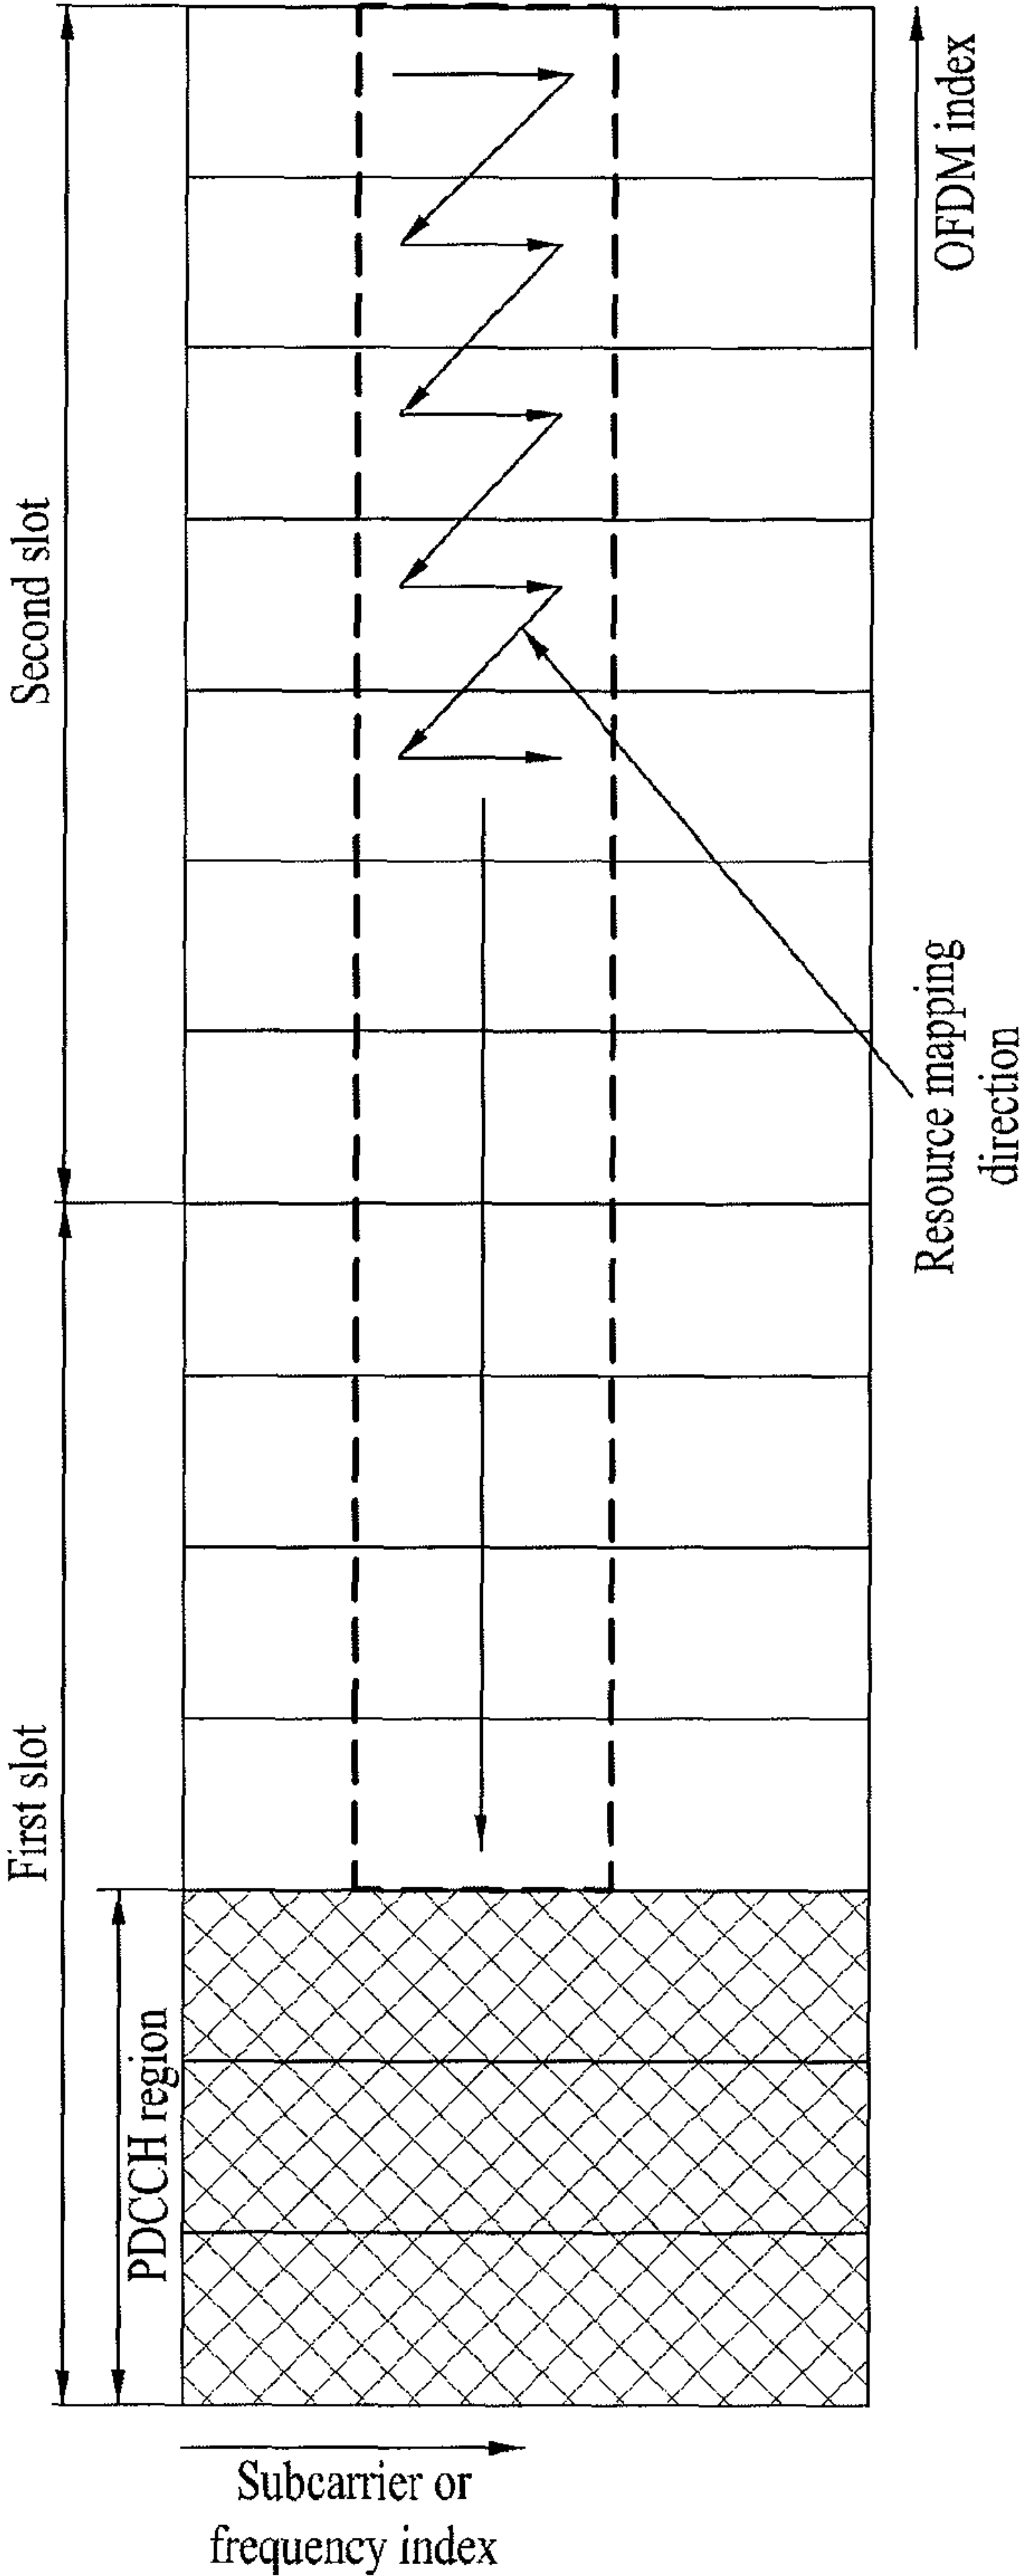 First slot
Second slot
PDCCH region
Subcarrier or
frequency index
Resource mapping
direction
OFDM index